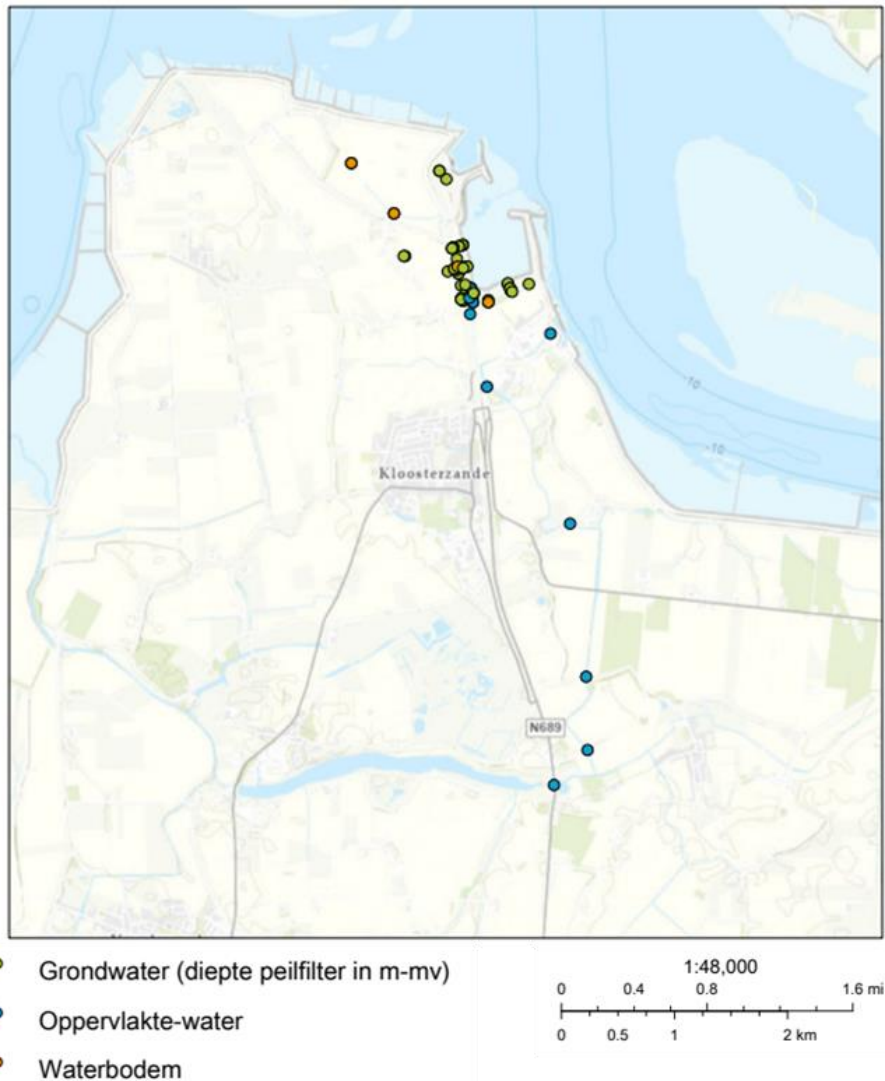 -10
-10
Kloosterzande
N689
Grondwater (diepte peilfilter in m-mv)
Oppervlakte-water
Waterbodem
1:48,000
0 0.4 0.8 1.6 mi
0 0.5 1 2 km